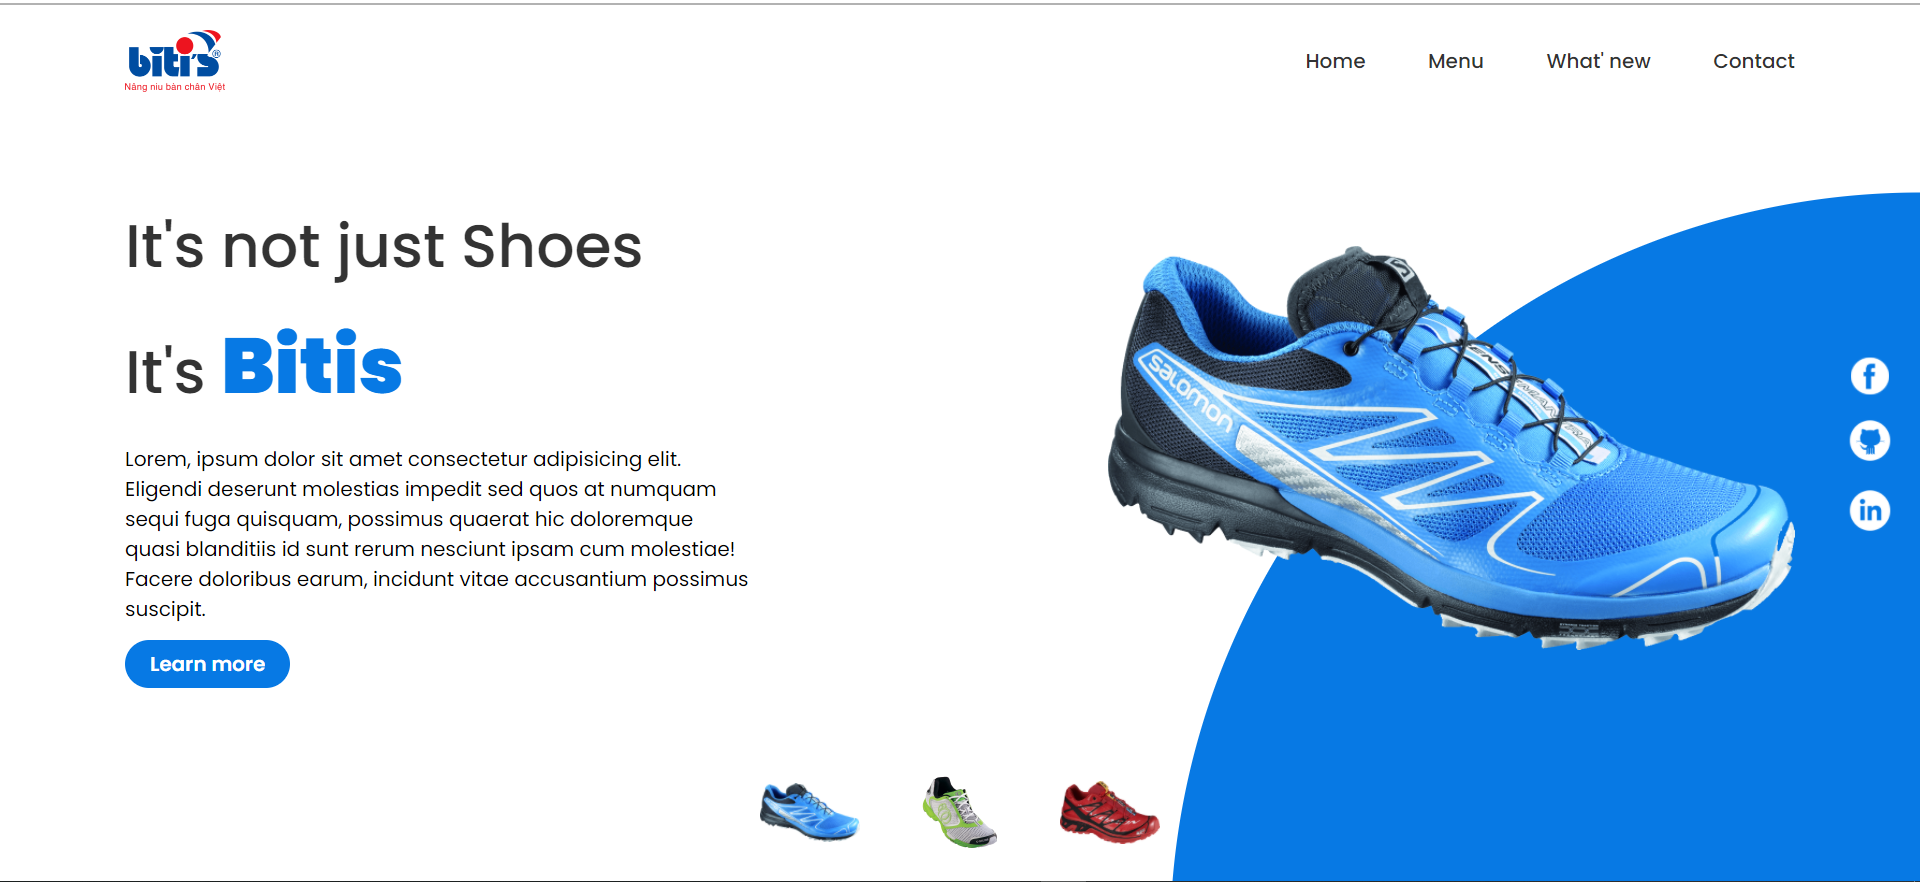 biti's®
Nâng niu bàn chân Việt
Home
Menu
What' new
Contact
It's not just Shoes
It's Bitis
Lorem, ipsum dolor sit amet consectetur adipisicing elit.
Eligendi deserunt molestias impedit sed quos at numquam
sequi fuga quisquam, possimus quaerat hic doloremque
quasi blanditiis id sunt rerum nesciunt ipsam cum molestiae!
Facere doloribus earum, incidunt vitae accusantium possimus
suscipit.
Learn more
salomon
f
in